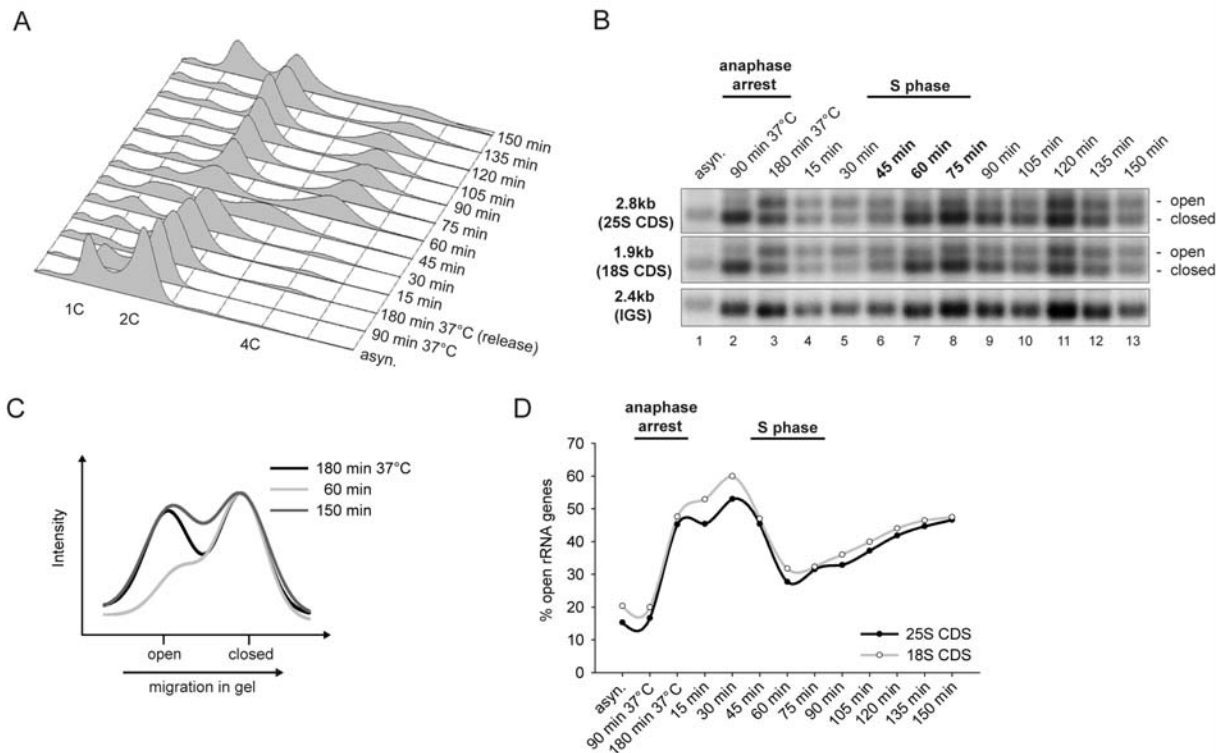 A
150 min
135 min
120 min
105 min
90 min
75 min
60 min
45 min
30 min
15 min
180 min 37°C (release)
90 min 37°C
asyn.
1C
2C
4C
B
anaphase
arrest
S phase
asyn.
90 min 37°C
180 min 37°C
15 min
30 min
45 min
60 min
75 min
90 min
105 min
120 min
135 min
150 min
2.8kb
(25S CDS)
- open
- closed
1.9kb
(18S CDS)
- open
- closed
2.4kb
(IGS)
1 2 3 4 5 6 7 8 9 10 11 12 13
C
Intensity
180 min 37°C
60 min
150 min
open closed
migration in gel
D
anaphase
arrest
S phase
% open rRNA genes
70
60
50
40
30
20
10
0
25S CDS
18S CDS
asyn.
90 min 37°C
180 min 37°C
15 min
30 min
45 min
60 min
75 min
90 min
105 min
120 min
135 min
150 min